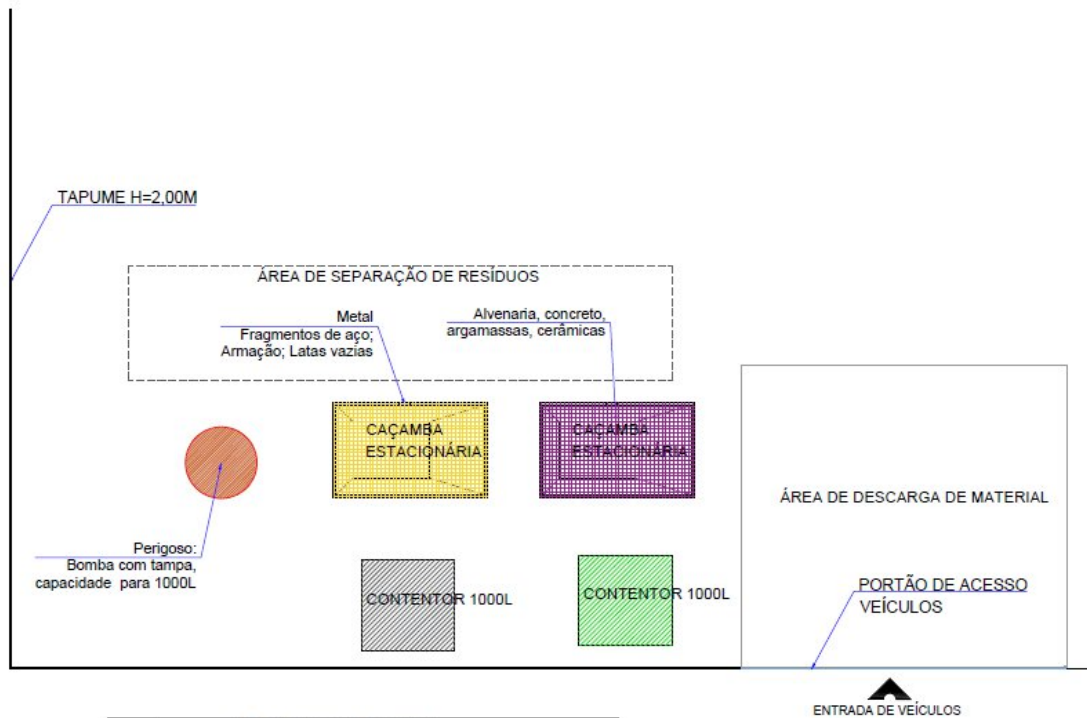 TAPUME H=2,00M
ÁREA DE SEPARAÇÃO DE RESÍDUOS
Metal
Fragmentos de aço;
Armação; Latas vazias
Alvenaria, concreto,
argamassas, cerâmicas
CAÇAMBA
ESTACIONÁRIA
CAÇAMBA
ESTACIONÁRIA
ÁREA DE DESCARGA DE MATERIAL
Perigoso:
Bomba com tampa,
capacidade para 1000L
CONTENTOR 1000L
CONTENTOR 1000L
PORTÃO DE ACESSO
VEÍCULOS
ENTRADA DE VEÍCULOS